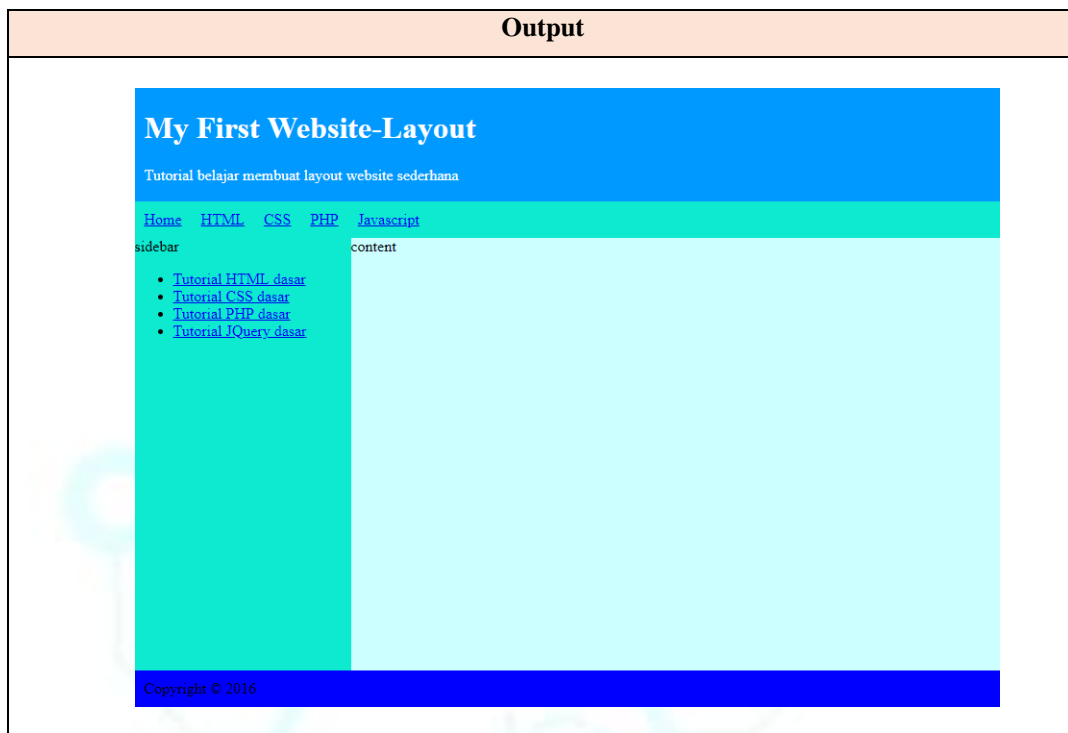 Output
My First Website-Layout
Tutorial belajar membuat layout website sederhana
Home HTML CSS PHP Javascript
sidebar
Tutorial HTML dasar
Tutorial CSS dasar
Tutorial PHP dasar
Tutorial JQuery dasar
content
Copyright © 2016